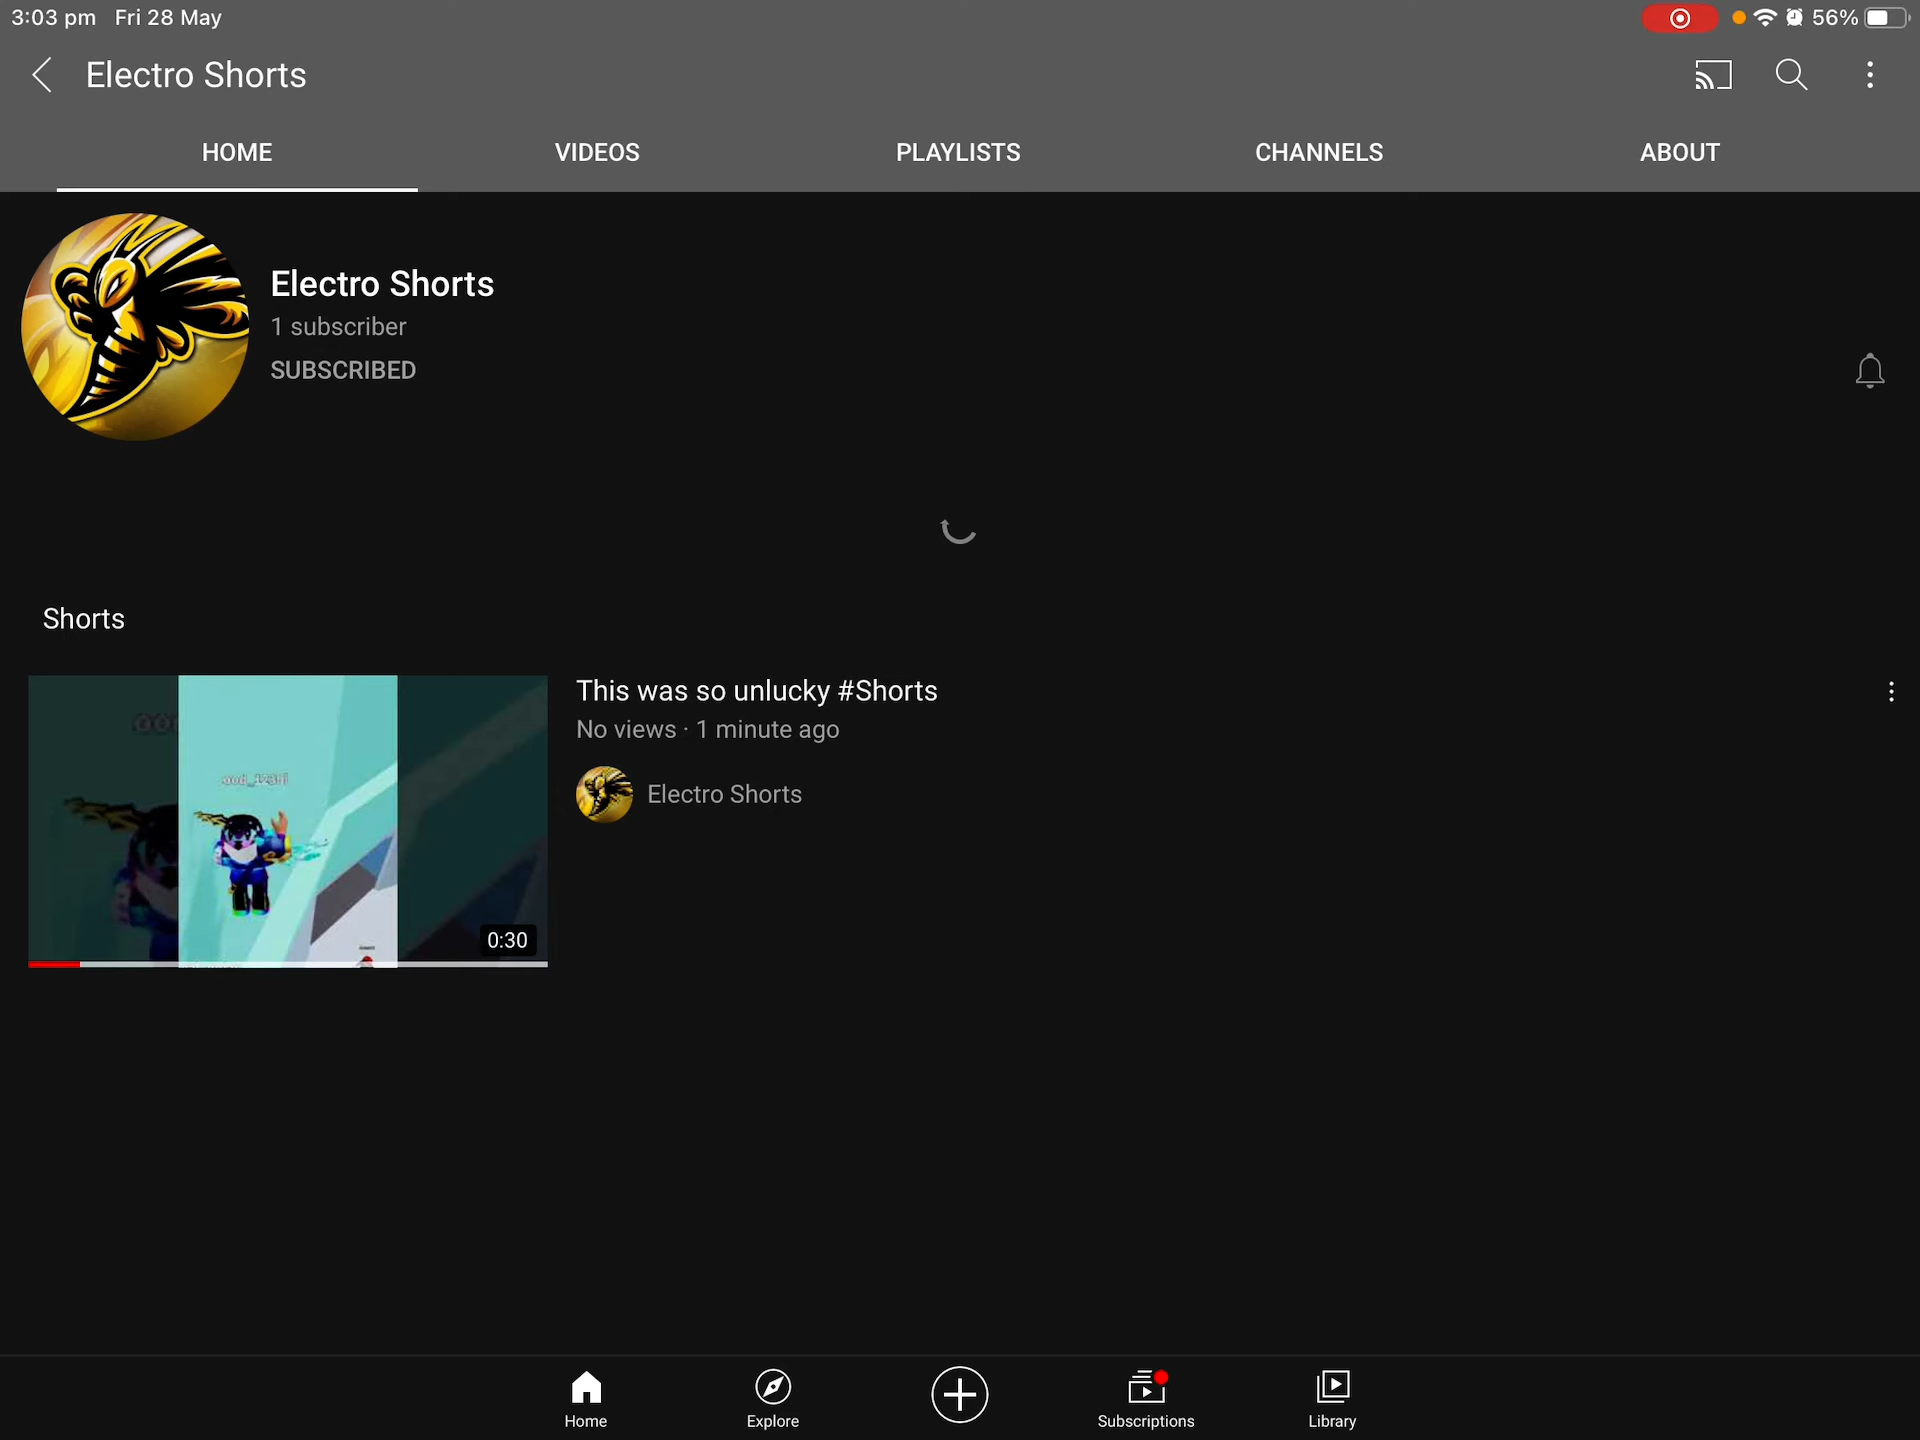 3:03 pm Fri 28 May
56%
Electro Shorts
HOME
VIDEOS
PLAYLISTS
CHANNELS
ABOUT
Electro Shorts
1 subscriber
SUBSCRIBED
Shorts
0:30
This was so unlucky #Shorts
No views · 1 minute ago
Electro Shorts
Home
Explore
Subscriptions
Library